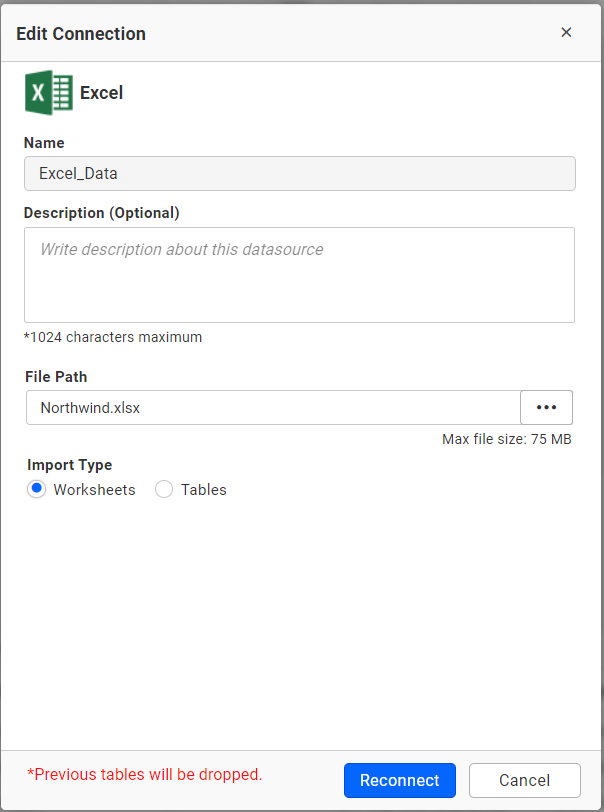 Edit Connection
×
X
Excel
Name
Excel_Data
Description (Optional)
Write description about this datasource
*1024 characters maximum
File Path
Northwind.xlsx
•••
Max file size: 75 MB
Import Type
Worksheets Tables
*Previous tables will be dropped. Reconnect Cancel